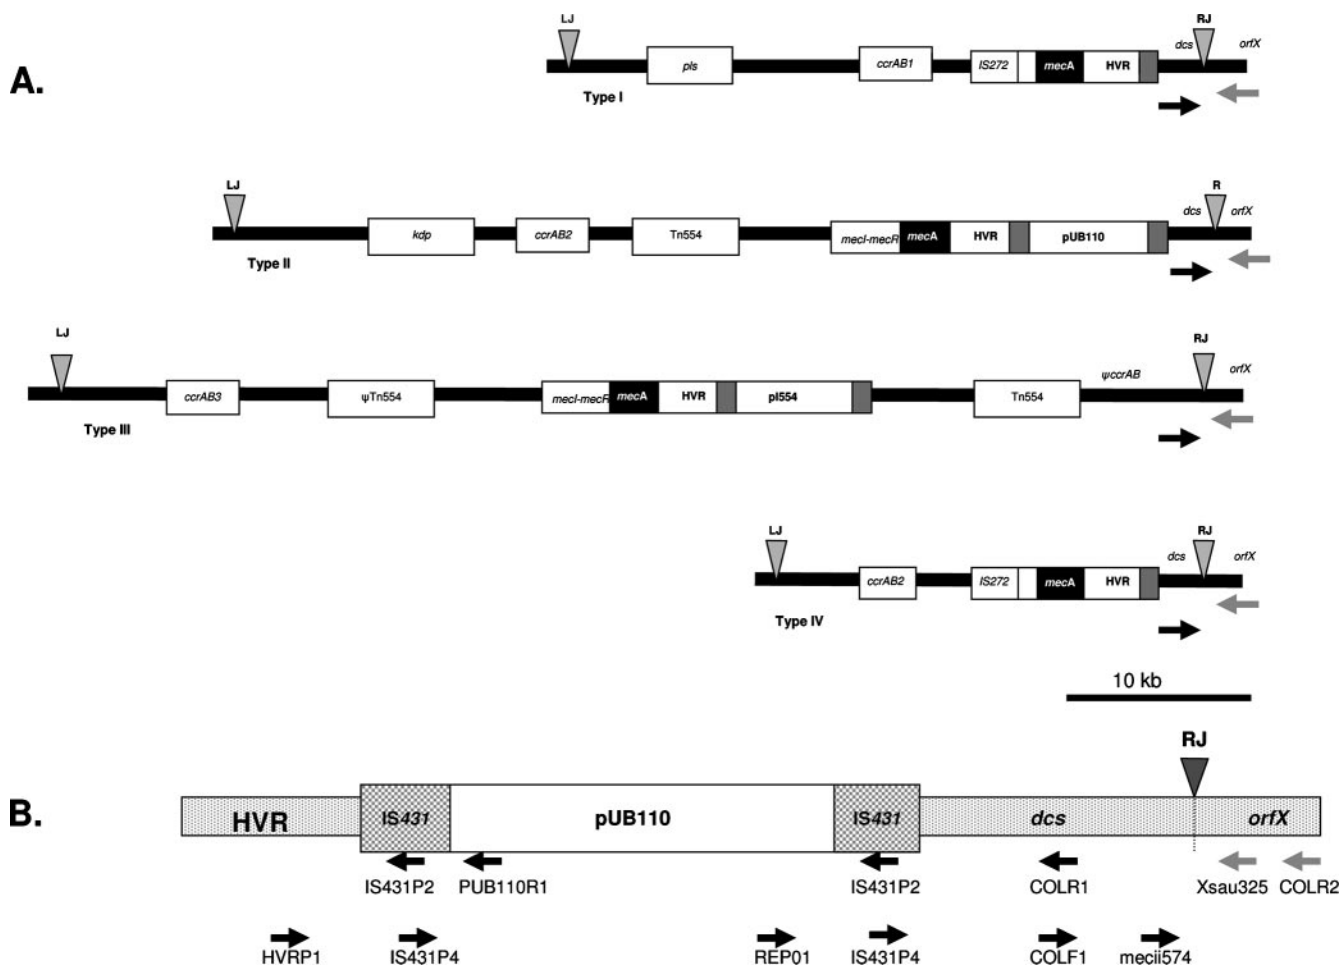 A.
LJ
RJ
dcs
orfX
pls
ccrAB1
IS272
mecA
HVR
Type I
LJ
R
dcs
orfX
kdp
ccrAB2
Tn554
mecI-mecR
mecA
HVR
pUB110
Type II
LJ
RJ
ψccrAB
orfX
ccrAB3
ψTn554
mecI-mecR
mecA
HVR
pI554
Tn554
Type III
LJ
RJ
dcs
orfX
ccrAB2
IS272
mecA
HVR
Type IV
10 kb
RJ
B.
HVR
IS431
pUB110
IS431
dcs
orfX
IS431P2
PUB110R1
IS431P2
COLR1
Xsau325
COLR2
HVRP1
IS431P4
REP01
IS431P4
COLF1
mecii574